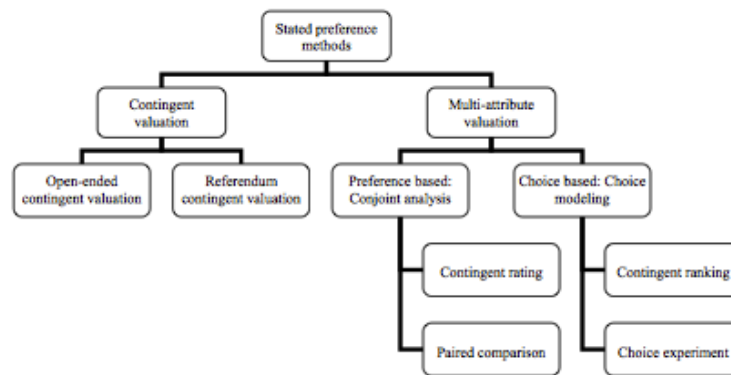 Stated preference
methods
Contingent
valuation
Multi-attribute
valuation
Open-ended
contingent valuation
Referendum
contingent valuation
Preference based:
Conjoint analysis
Choice based: Choice
modeling
Contingent rating
Contingent ranking
Paired comparison
Choice experiment